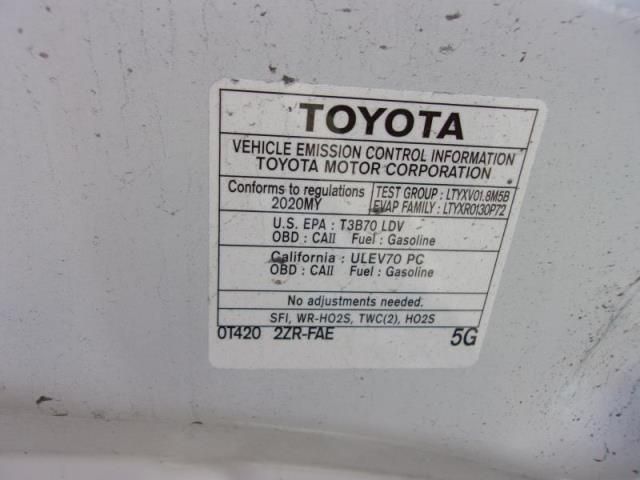 TOYOTA
VEHICLE EMISSION CONTROL INFORMATION
TOYOTA MOTOR CORPORATION
Conforms to regulations
2020MY
TEST GROUP : LTYXV01.8M5B
EVAP FAMILY : LTYXR0130P72
U.S. EPA : T3B70 LDV
OBD : CAII Fuel : Gasoline
California : ULEV70 PC
OBD : CAII Fuel : Gasoline
No adjustments needed.
SFI, WR-HO2S, TWC(2), HO2S
0T420 2ZR-FAE 5G